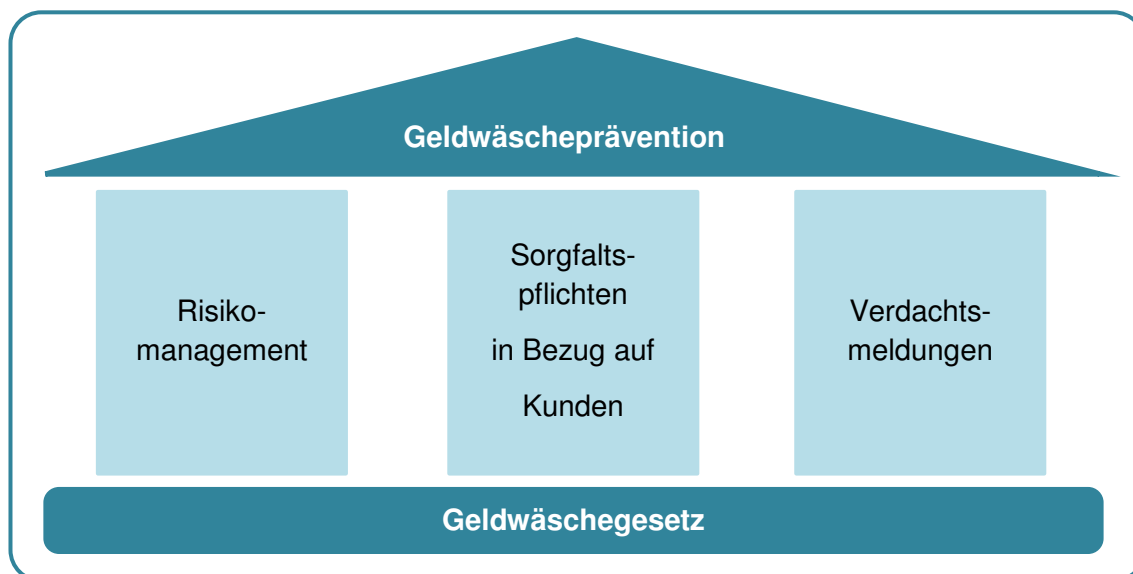 Geldwäscheprävention
Risiko-
management
Sorgfalts-
pflichten
in Bezug auf
Kunden
Verdachts-
meldungen
Geldwäschegesetz